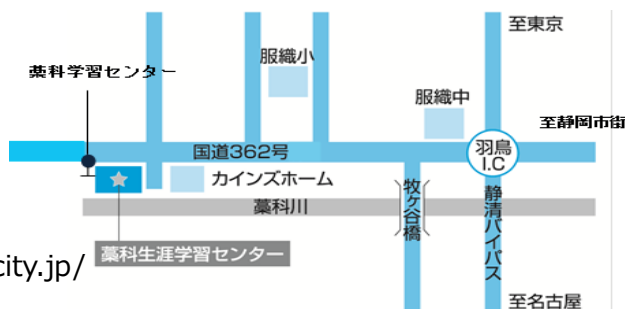 至東京
服織小
藁科学習センター
服織中
至静岡市街
国道362号
羽鳥
I.C
カインズホーム
牧ヶ谷橋
静清バイパス
藁科川
藁科生涯学習センター
city.jp/
至名古屋